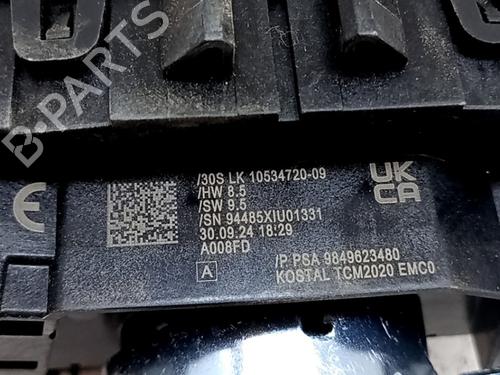 /30S LK 10534720-09
/HW 8.5
/SW 9.5
/SN 94485XIU01331
30.09.24 18:29
A008FD
A
/P PSA 9849623480
KOSTAL TCM2020 EMC0
UK
CA
CE